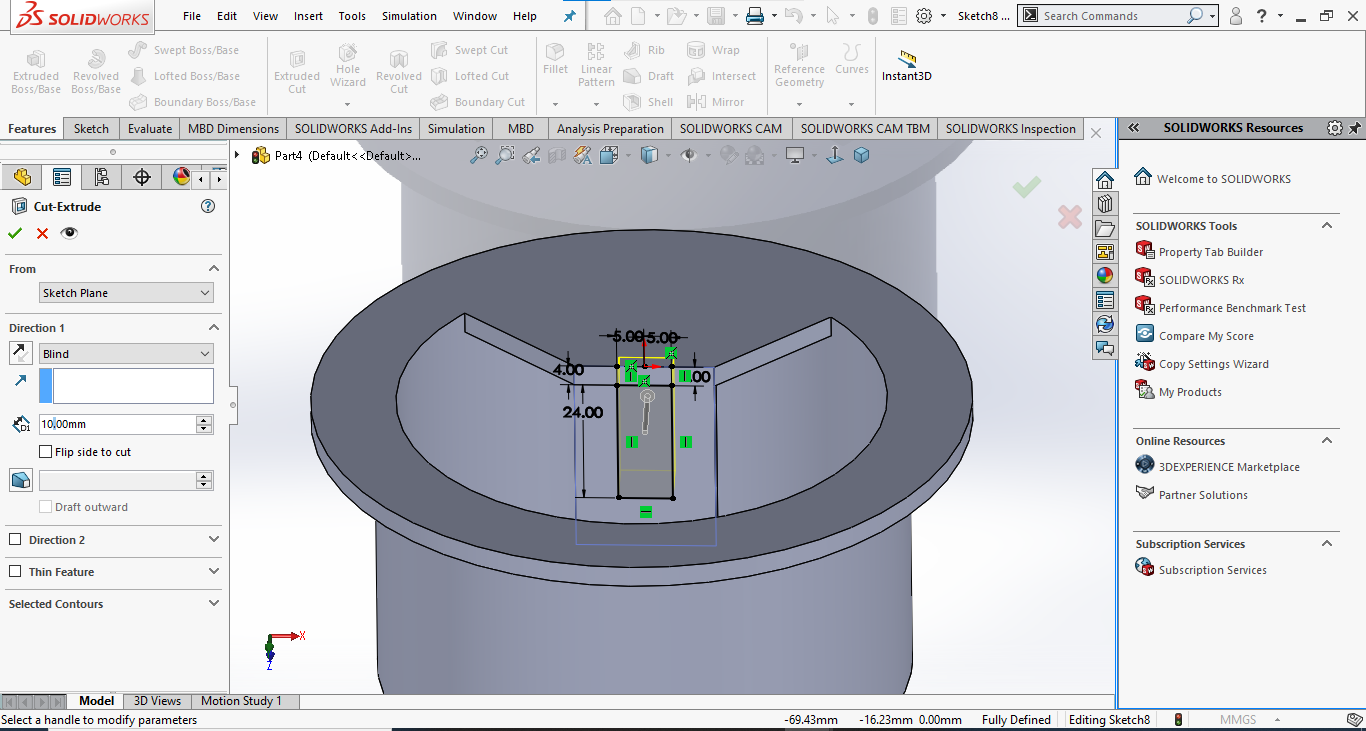 SOLIDWORKS File Edit View Insert Tools Simulation Window Help Sketch8 ... Search Commands
Extruded Boss/Base
Revolved Boss/Base
Swept Boss/Base
Lofted Boss/Base
Boundary Boss/Base
Extruded Cut
Hole Wizard
Revolved Cut
Swept Cut
Lofted Cut
Boundary Cut
Fillet
Linear Pattern
Rib
Draft
Shell
Wrap
Intersect
Mirror
Reference Geometry
Curves
Instant3D
Features Sketch Evaluate MBD Dimensions SOLIDWORKS Add-Ins Simulation MBD Analysis Preparation SOLIDWORKS CAM SOLIDWORKS CAM TBM SOLIDWORKS Inspection
Part4 (Default<<Default>...
Cut-Extrude
From
Sketch Plane
Direction 1
Blind
D1
10.00mm
Flip side to cut
Draft outward
Direction 2
Thin Feature
Selected Contours
5.00 5.00
4.00
.00
24.00
X
Z
SOLIDWORKS Resources
Welcome to SOLIDWORKS
SOLIDWORKS Tools
Property Tab Builder
SOLIDWORKS Rx
Performance Benchmark Test
Compare My Score
Copy Settings Wizard
My Products
Online Resources
3DEXPERIENCE Marketplace
Partner Solutions
Subscription Services
Subscription Services
Model 3D Views Motion Study 1
Select a handle to modify parameters -69.43mm -16.23mm 0.00mm Fully Defined Editing Sketch8 MMGS